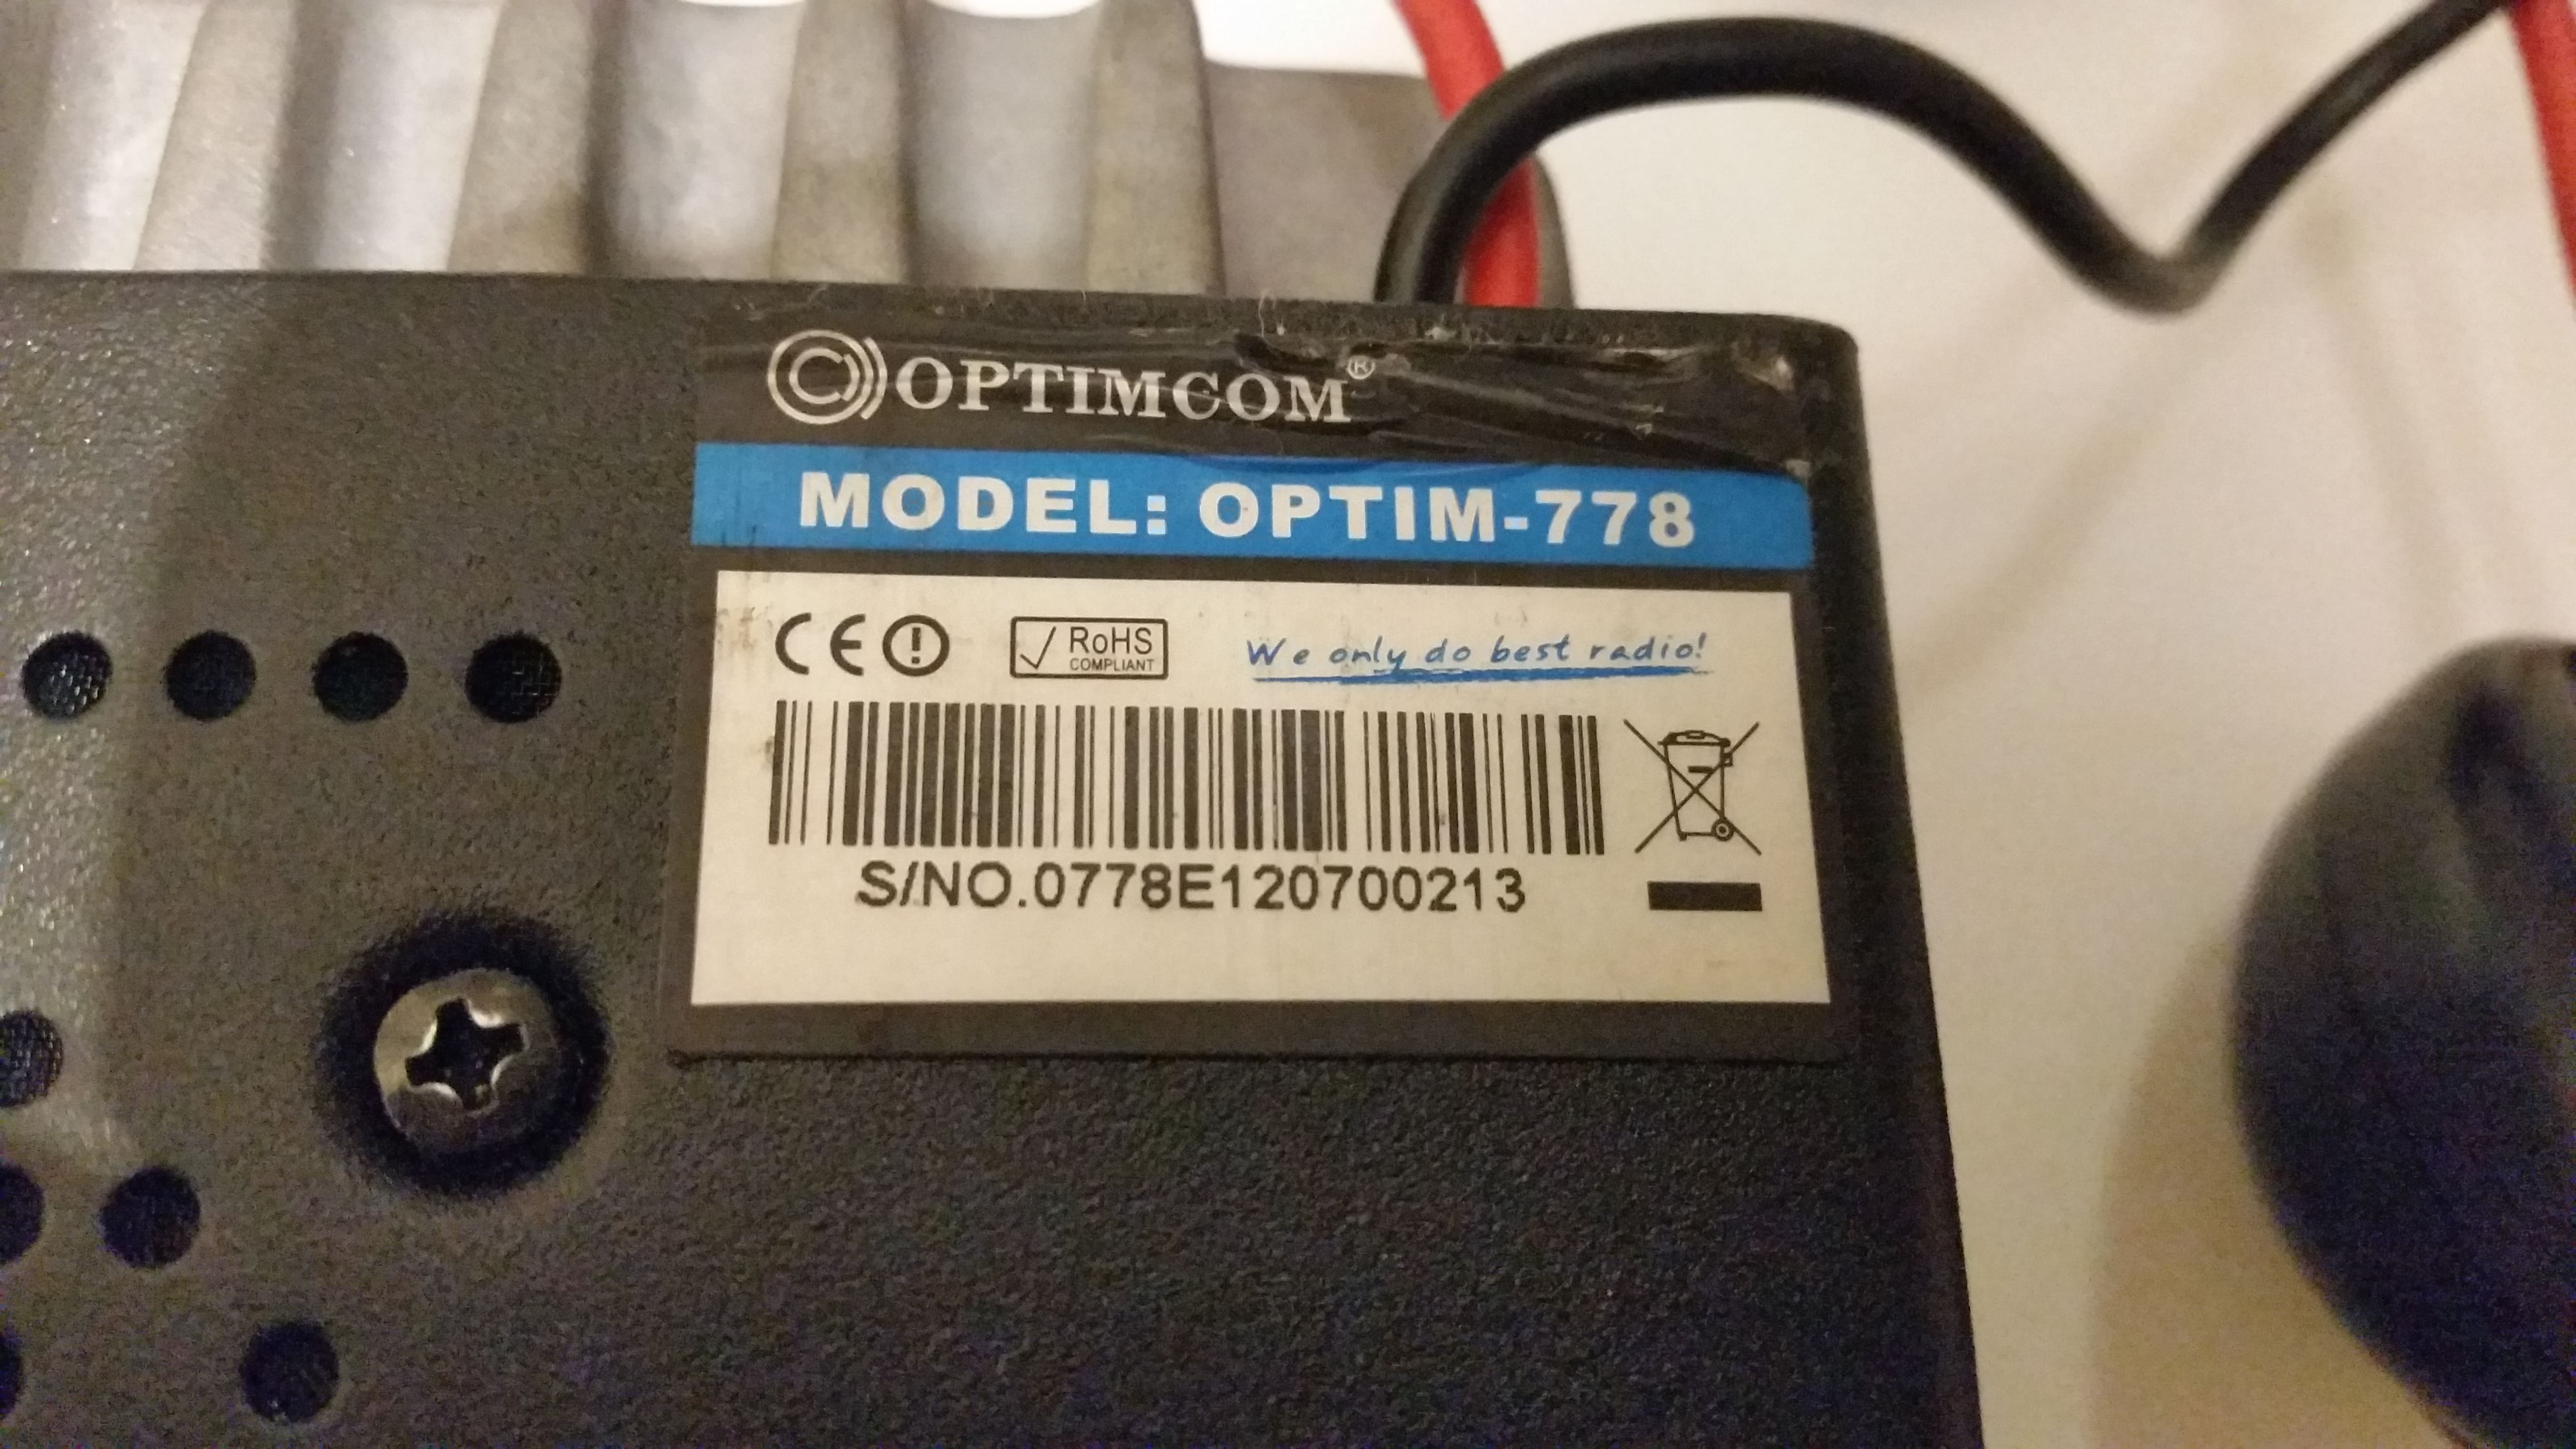 OPTIMCOM®
MODEL: OPTIM-778
CE RoHS COMPLIANT We only do best radio!
S/NO.0778E120700213